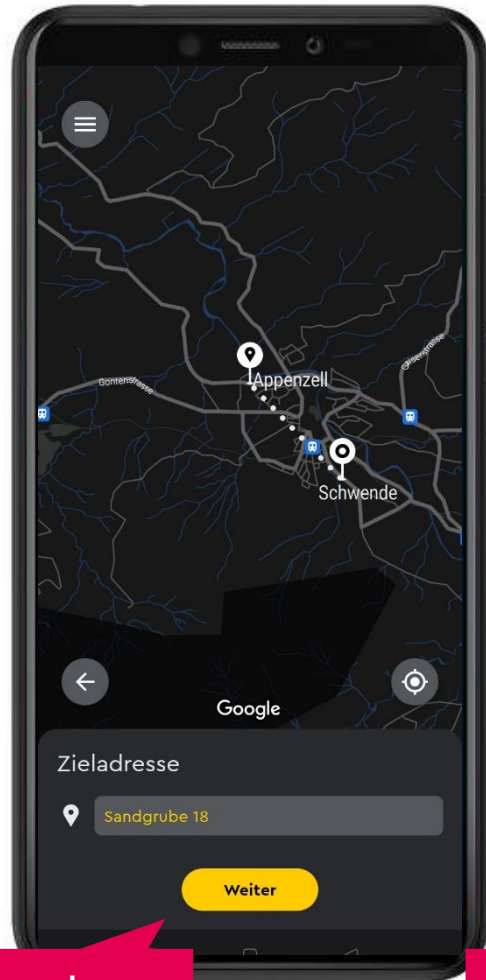 Gaiserstrasse
Appenzell
Gontenstrasse
Schwende
Google
Zieladresse
Sandgrube 18
Weiter